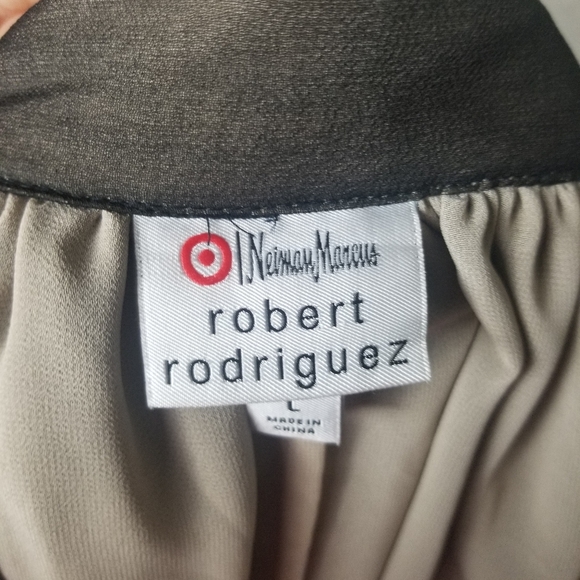 | Neiman Marcus
robert
rodriguez
L
MADE IN
CHINA